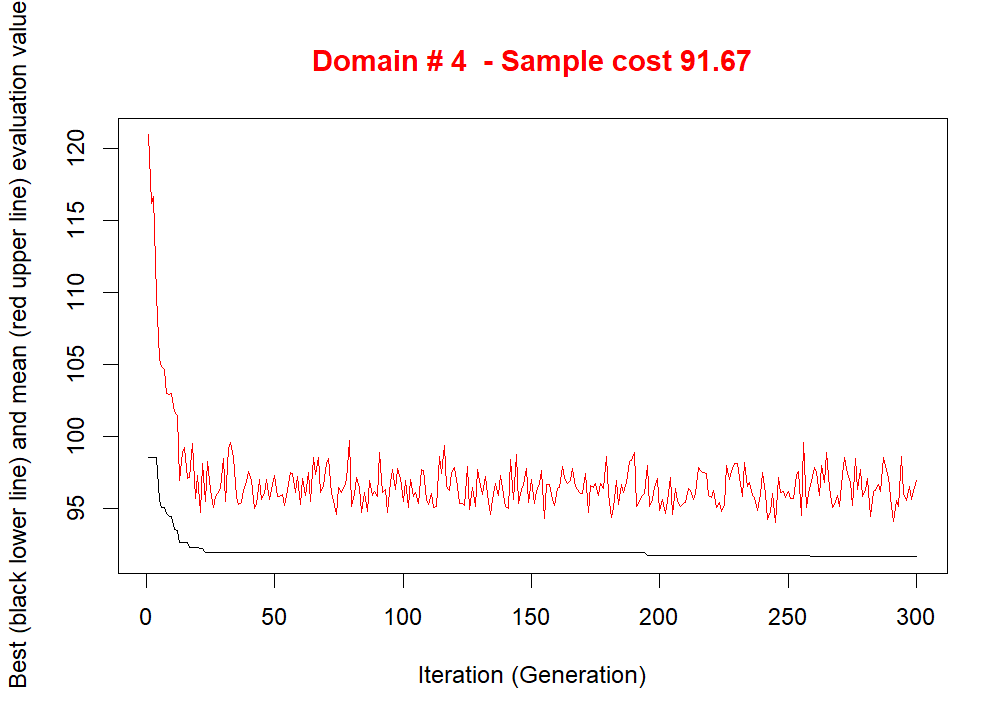 Domain # 4  - Sample cost 91.67
Best (black lower line) and mean (red upper line) evaluation value
120
115
110
105
100
95
0 50 100 150 200 250 300
Iteration (Generation)